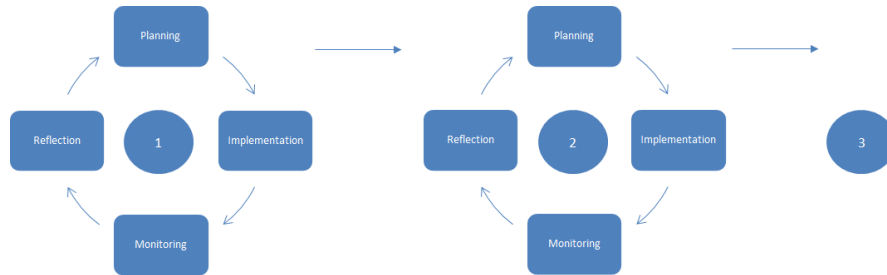 Planning
Reflection
1
Implementation
Monitoring
Planning
Reflection
2
Implementation
Monitoring
3